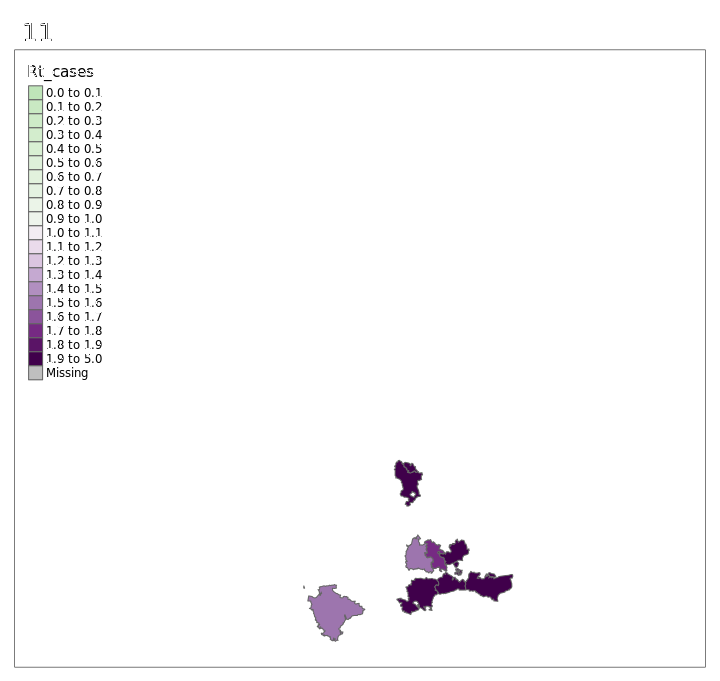 11
Rt_cases
0.0 to 0.1
0.1 to 0.2
0.2 to 0.3
0.3 to 0.4
0.4 to 0.5
0.5 to 0.6
0.6 to 0.7
0.7 to 0.8
0.8 to 0.9
0.9 to 1.0
1.0 to 1.1
1.1 to 1.2
1.2 to 1.3
1.3 to 1.4
1.4 to 1.5
1.5 to 1.6
1.6 to 1.7
1.7 to 1.8
1.8 to 1.9
1.9 to 5.0
Missing